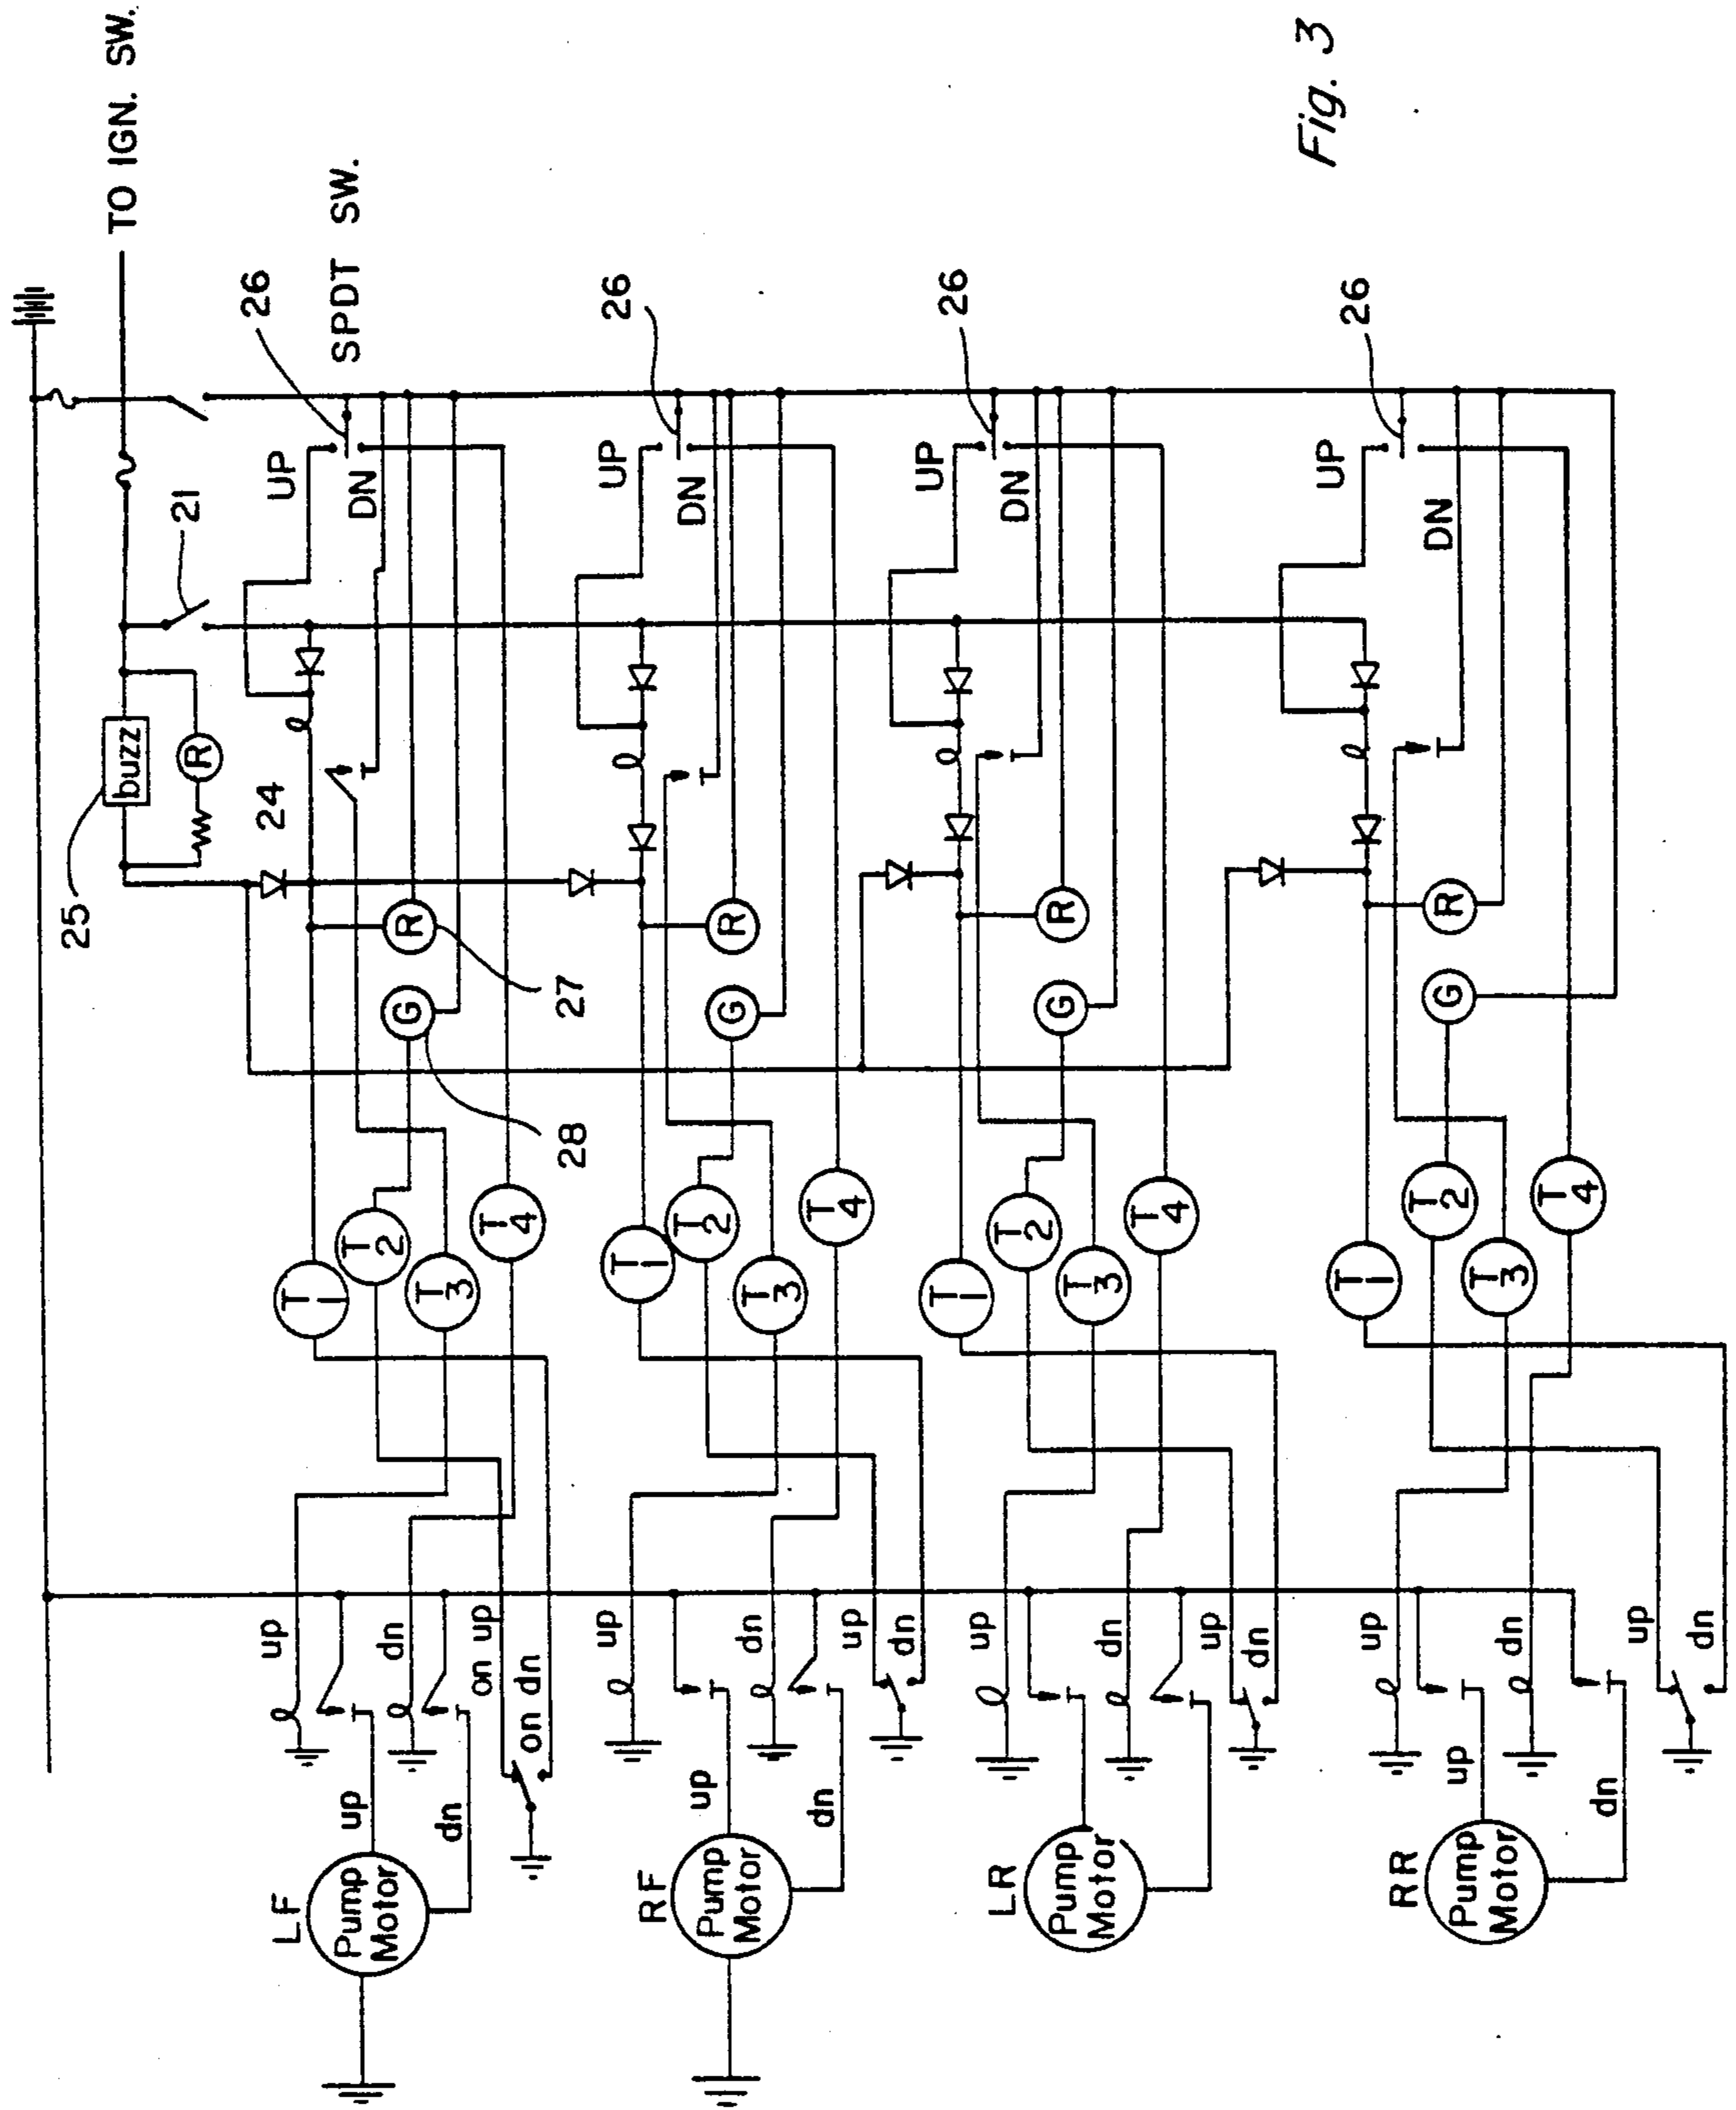 TO IGN. SW.
21
25
buzz
R
24
26
SPDT SW.
UP
DN
R
27
G
28
T1
T2
T3
T4
up
dn
on up
on dn
up
dn
LF
Pump
Motor
26
UP
DN
R
G
T1
T2
T3
T4
up
dn
up
dn
up
dn
RF
Pump
Motor
26
UP
DN
R
G
T1
T2
T3
T4
up
dn
up
dn
LR
Pump
Motor
26
UP
DN
R
G
T1
T2
T3
T4
up
dn
up
dn
up
dn
RR
Pump
Motor
Fig. 3